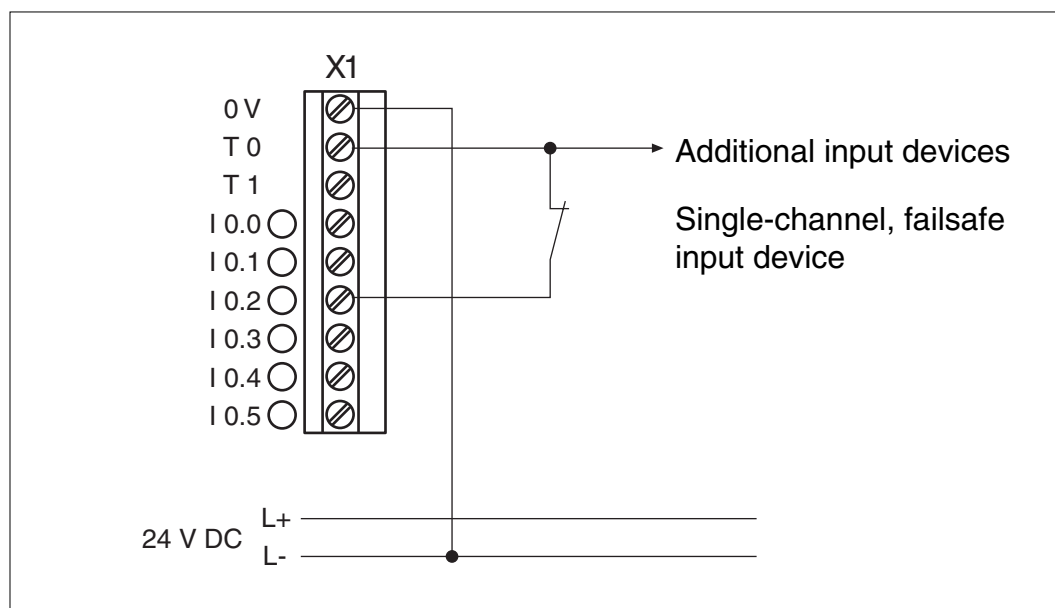 X1
0 V
T 0
T 1
I 0.0
I 0.1
I 0.2
I 0.3
I 0.4
I 0.5
Additional input devices
Single-channel, failsafe
input device
24 V DC
L+
L-